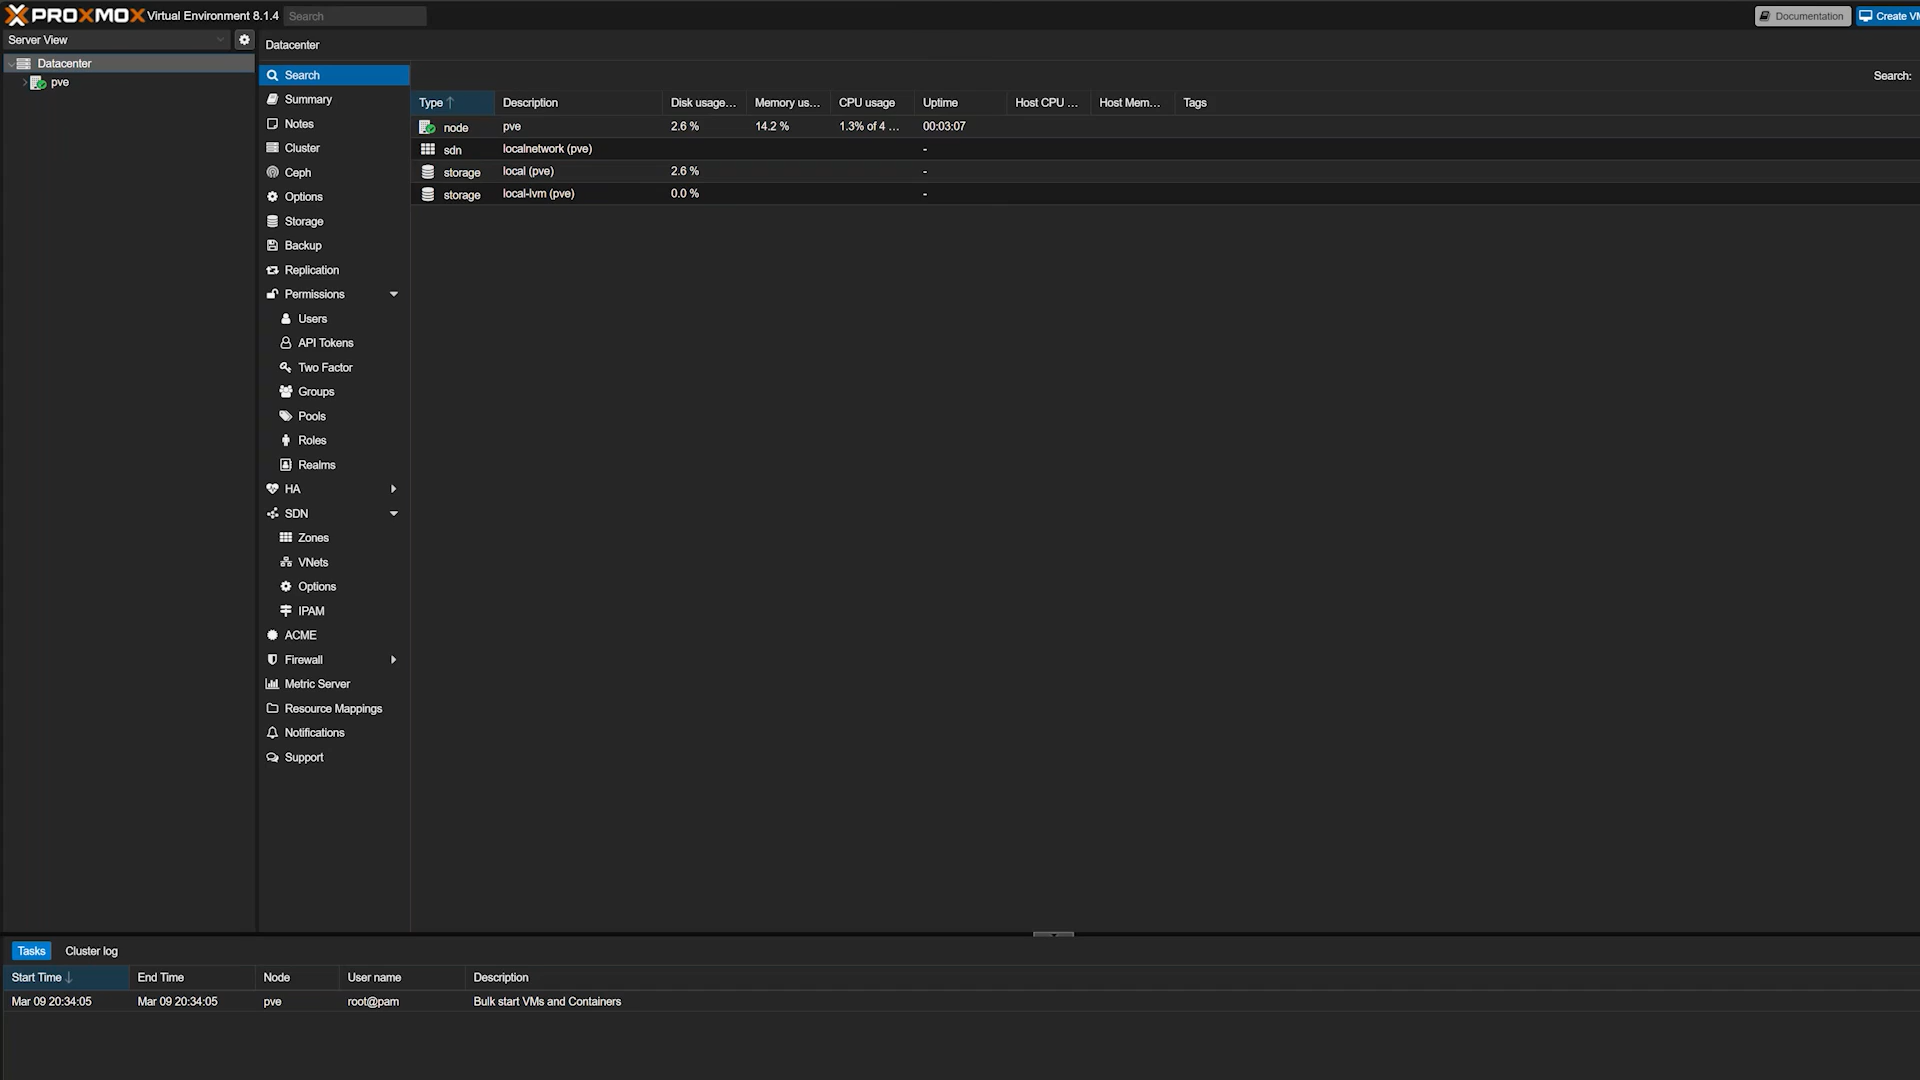 PROXMOX Virtual Environment 8.1.4 Search Documentation Create VM
Server View
Datacenter
pve
Datacenter
Search
Summary
Notes
Cluster
Ceph
Options
Storage
Backup
Replication
Permissions
Users
API Tokens
Two Factor
Groups
Pools
Roles
Realms
HA
SDN
Zones
VNets
Options
IPAM
ACME
Firewall
Metric Server
Resource Mappings
Notifications
Support
Search:
Type Description Disk usage... Memory us... CPU usage Uptime Host CPU ... Host Mem... Tags
node pve 2.6 % 14.2 % 1.3% of 4 ... 00:03:07
sdn localnetwork (pve) -
storage local (pve) 2.6 % -
storage local-lvm (pve) 0.0 % -
Tasks Cluster log
Start Time End Time Node User name Description
Mar 09 20:34:05 Mar 09 20:34:05 pve root@pam Bulk start VMs and Containers